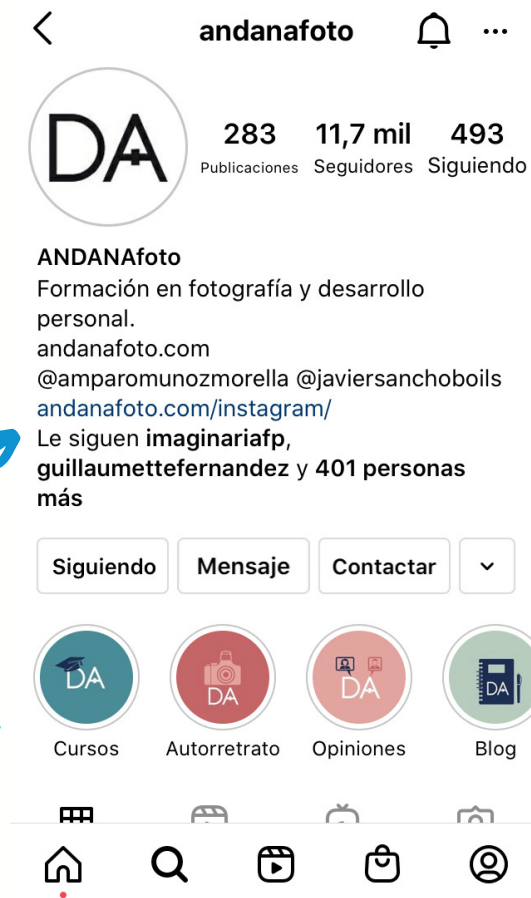 andanafoto
DA
283 11,7 mil 493
Publicaciones Seguidores Siguiendo
ANDANAfoto
Formación en fotografía y desarrollo
personal.
andanafoto.com
@amparomunozmorella @javiersanchoboils
andanafoto.com/instagram/
Le siguen imaginariafp,
guillaumettefernandez y 401 personas
más
Siguiendo Mensaje Contactar
DA DA DA DA
Cursos Autorretrato Opiniones Blog